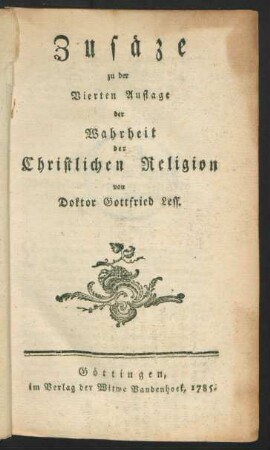 Zusäze
zu der
Vierten Auflage
der
Wahrheit
der
Christlichen Religion
von
Doktor Gottfried Less.
Göttingen,
im Verlag der Witwe Vandenhoek, 1785.